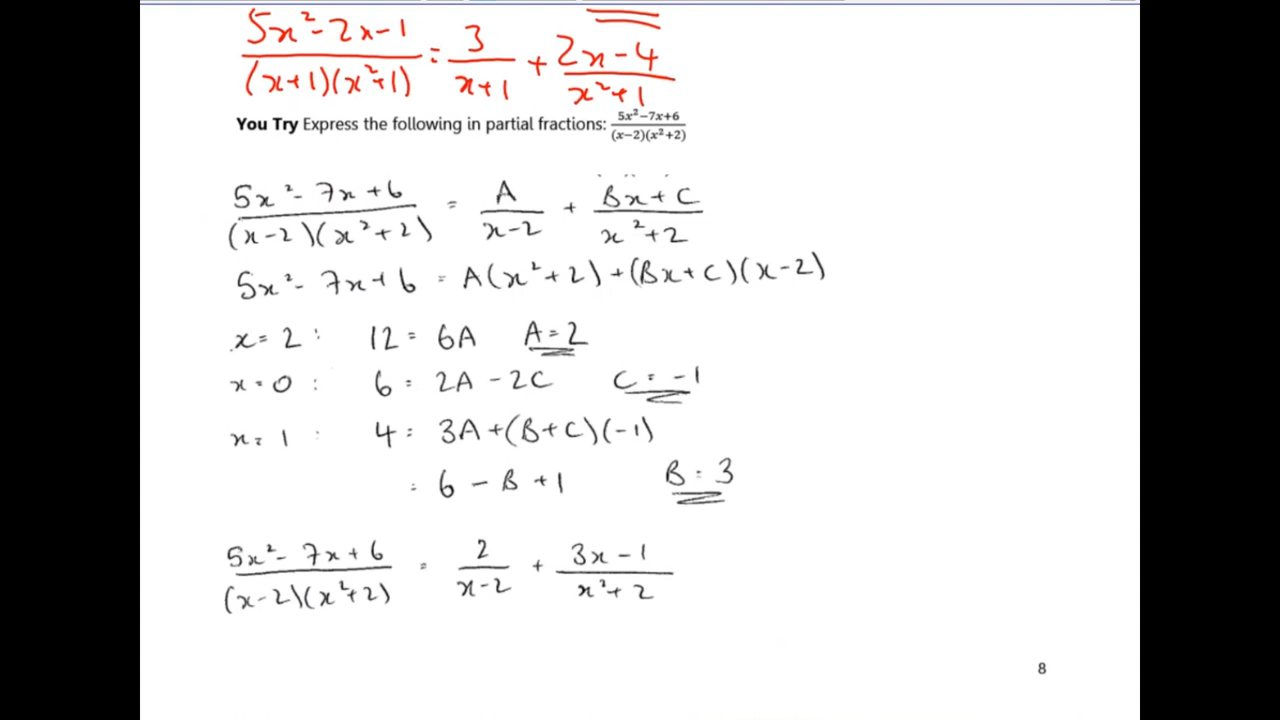 (5x² - 2x - 1)/((x+1)(x²+1)) = 3/(x+1) + (2x - 4)/(x²+1)
You Try Express the following in partial fractions: (5x²−7x+6)/((x−2)(x²+2))
(5x² - 7x + 6)/((x-2)(x²+2)) = A/(x-2) + (Bx + C)/(x²+2)
5x² - 7x + 6 = A(x²+2) + (Bx+C)(x-2)
x = 2 : 12 = 6A A = 2
x = 0 : 6 = 2A - 2C C = -1
x = 1 : 4 = 3A + (B+C)(-1)
= 6 - B + 1 B = 3
(5x² - 7x + 6)/((x-2)(x²+2)) = 2/(x-2) + (3x - 1)/(x²+2)
8